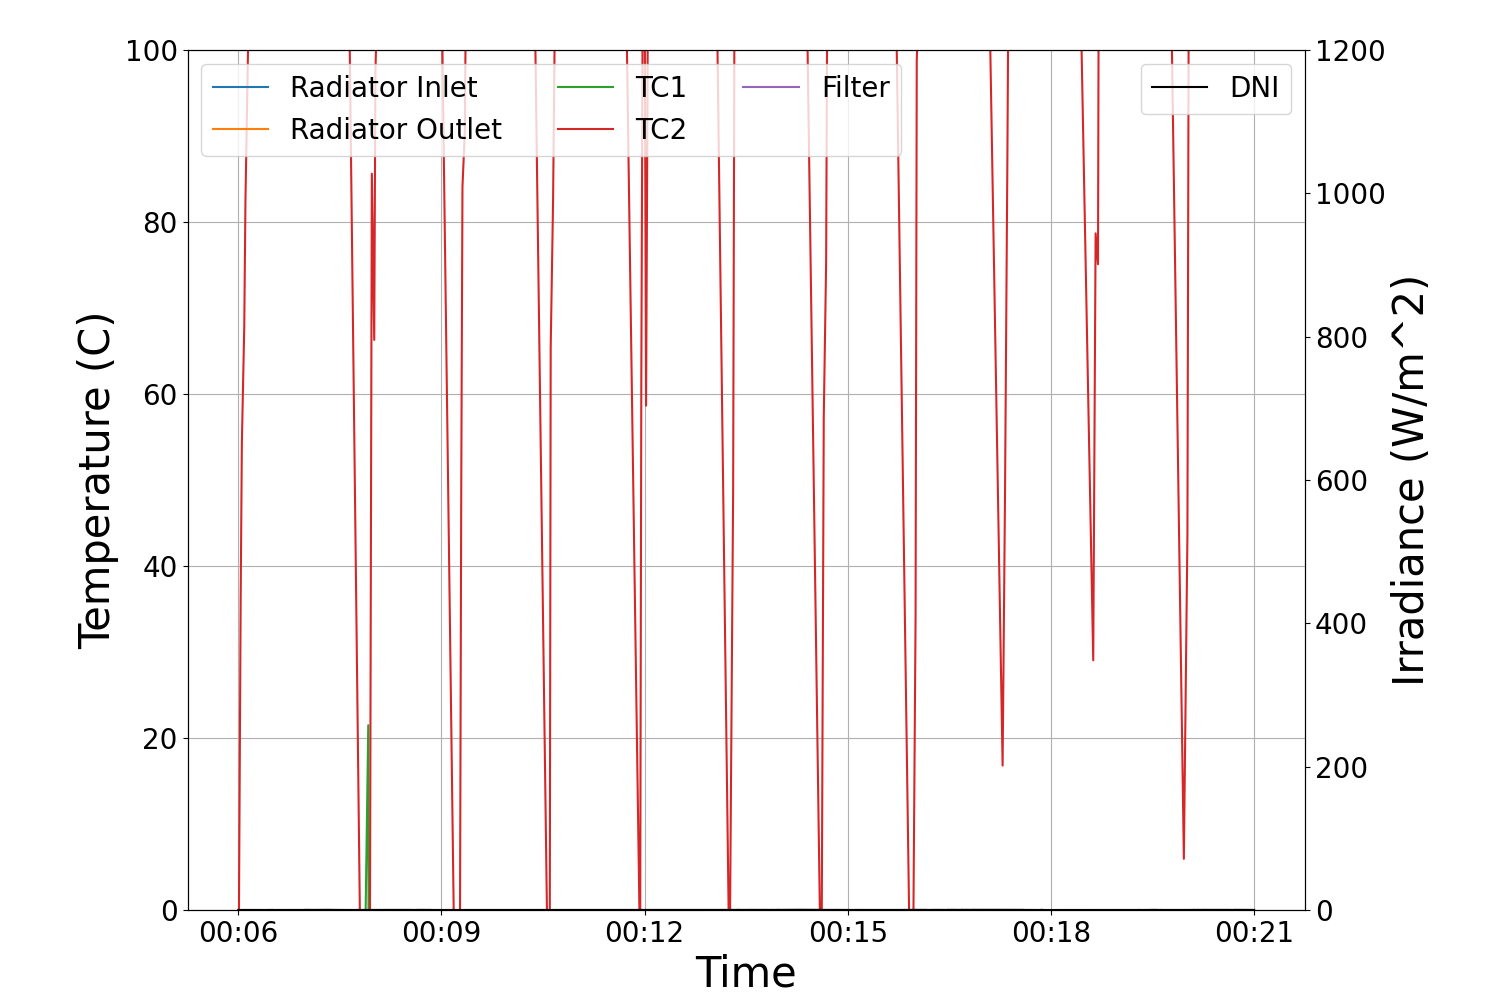 100
80
60
40
20
0
Temperature (C)
Radiator Inlet
Radiator Outlet
TC1
TC2
Filter
DNI
1200
1000
800
600
400
200
0
Irradiance (W/m^2)
00:06 00:09 00:12 00:15 00:18 00:21
Time